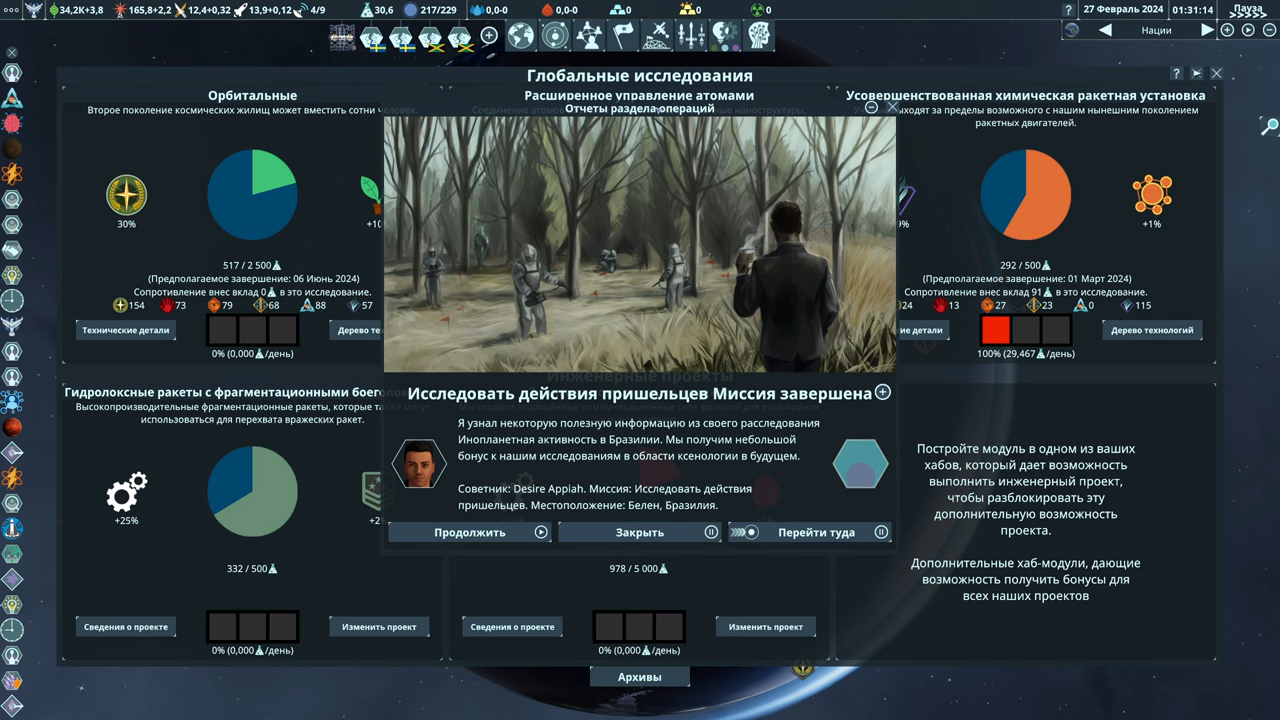 34,2K+3,8 165,8+2,2 12,4+0,32 13,9+0,12 4/9 30,6 217/229 0,0-0 0,0-0 0 0 0 ? 27 Февраль 2024 01:31:14 Пауза
Нации
Глобальные исследования
?
Орбитальные
Второе поколение космических жилищ может вместить сотни человек.
30%
517 / 2 500
(Предполагаемое завершение: 06 Июнь 2024)
Сопротивление внес вклад 0 в это исследование.
154 73 79 68 88 57
Технические детали
0% (0,000 /день)
Расширенное управление атомами
Усовершенствованная химическая ракетная установка
ыходят за пределы возможного с нашим нынешним поколением
ракетных двигателей.
+1%
292 / 500
(Предполагаемое завершение: 01 Март 2024)
Сопротивление внес вклад 91 в это исследование.
24 13 27 23 0 115
ие детали
Дерево технологий
100% (29,467 /день)
Отчеты раздела операций
Исследовать действия пришельцев Миссия завершена
Я узнал некоторую полезную информацию из своего расследования
Инопланетная активность в Бразилии. Мы получим небольшой
бонус к нашим исследованиям в области ксенологии в будущем.
Советник: Desire Appiah. Миссия: Исследовать действия
пришельцев. Местоположение: Белен, Бразилия.
Продолжить
Закрыть
Перейти туда
Инженерные проекты
Гидролоксные ракеты с фрагментационными боего
Высокопроизводительные фрагментационные ракеты, которые также могут
использоваться для перехвата вражеских ракет.
+25%
332 / 500
Сведения о проекте
Изменить проект
0% (0,000 /день)
978 / 5 000
Сведения о проекте
Изменить проект
0% (0,000 /день)
Постройте модуль в одном из ваших
хабов, который дает возможность
выполнить инженерный проект,
чтобы разблокировать эту
дополнительную возможность
проекта.
Дополнительные хаб-модули, дающие
возможность получить бонусы для
всех наших проектов
Архивы